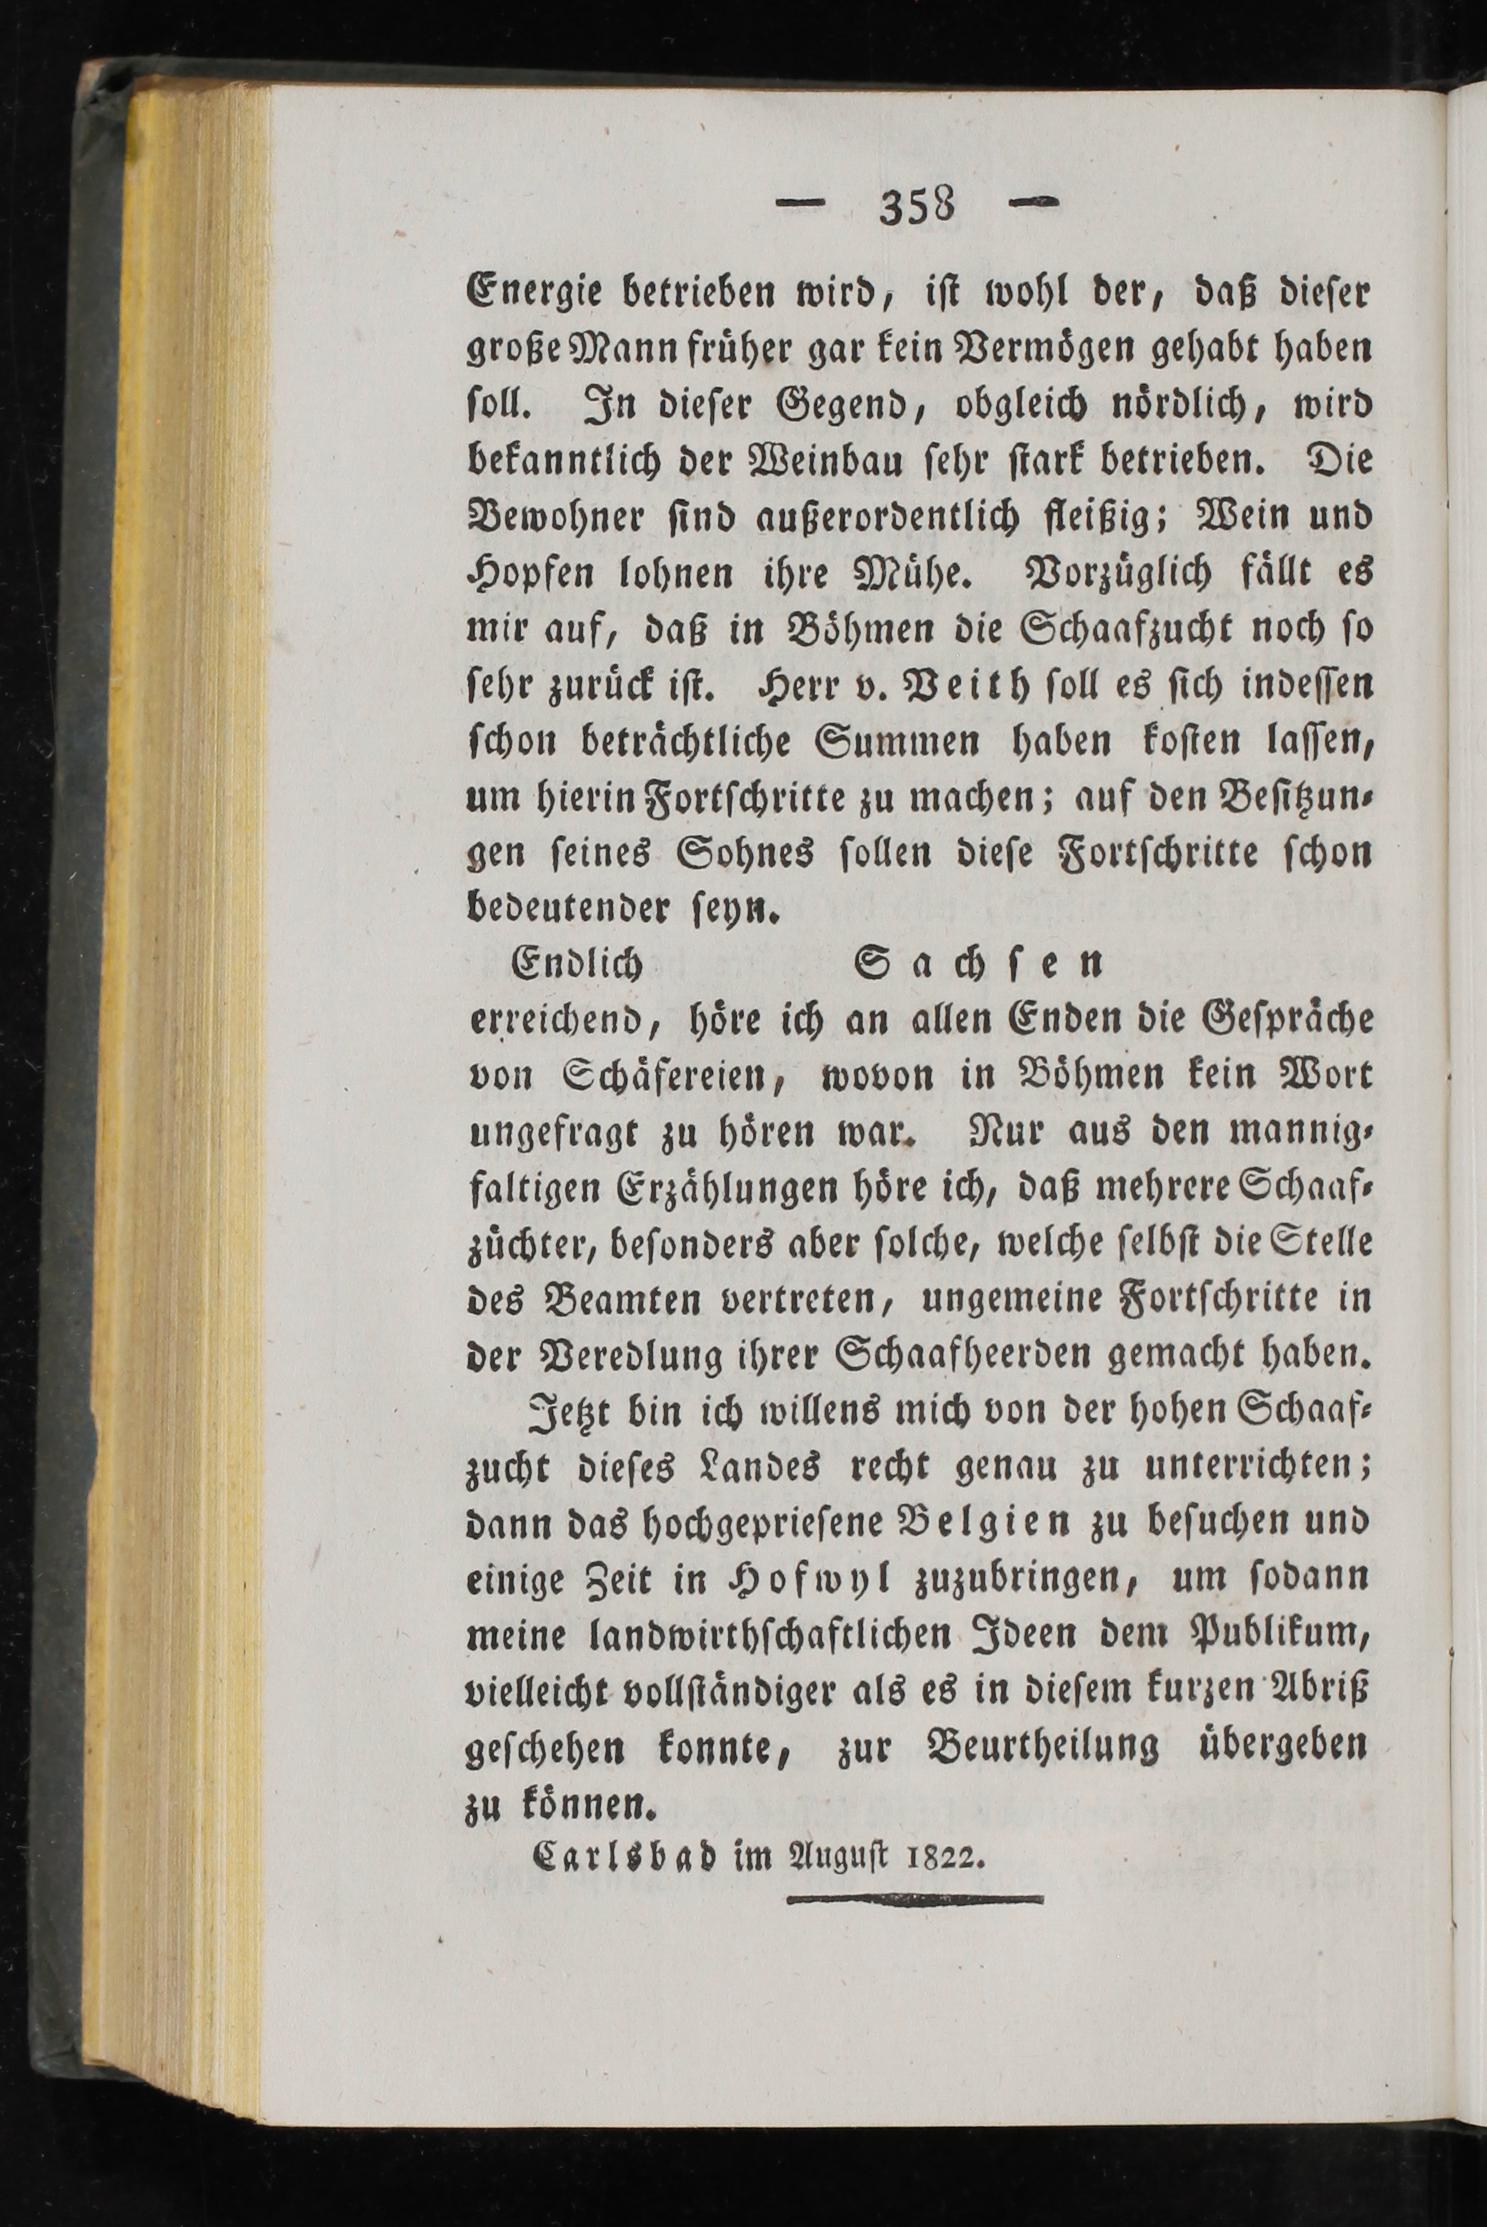 — 358 —
Energie betrieben wird, ist wohl der, daß dieser
große Mann früher gar kein Vermögen gehabt haben
soll. In dieser Gegend, obgleich nördlich, wird
bekanntlich der Weinbau sehr stark betrieben. Die
Bewohner sind außerordentlich fleißig; Wein und
Hopfen lohnen ihre Mühe. Vorzüglich fällt es
mir auf, daß in Böhmen die Schaafzucht noch so
sehr zurück ist. Herr v. Veith soll es sich indessen
schon beträchtliche Summen haben kosten lassen,
um hierin Fortschritte zu machen; auf den Besitzun-
gen seines Sohnes sollen diese Fortschritte schon
bedeutender seyn.
Endlich Sachsen
erreichend, höre ich an allen Enden die Gespräche
von Schäfereien, wovon in Böhmen kein Wort
ungefragt zu hören war. Nur aus den mannig-
faltigen Erzählungen höre ich, daß mehrere Schaaf-
züchter, besonders aber solche, welche selbst die Stelle
des Beamten vertreten, ungemeine Fortschritte in
der Veredlung ihrer Schaafheerden gemacht haben.
Jetzt bin ich willens mich von der hohen Schaaf-
zucht dieses Landes recht genau zu unterrichten;
dann das hochgepriesene Belgien zu besuchen und
einige Zeit in Hofwyl zuzubringen, um sodann
meine landwirthschaftlichen Ideen dem Publikum,
vielleicht vollständiger als es in diesem kurzen Abriß
geschehen konnte, zur Beurtheilung übergeben
zu können.
Carlsbad im August 1822.